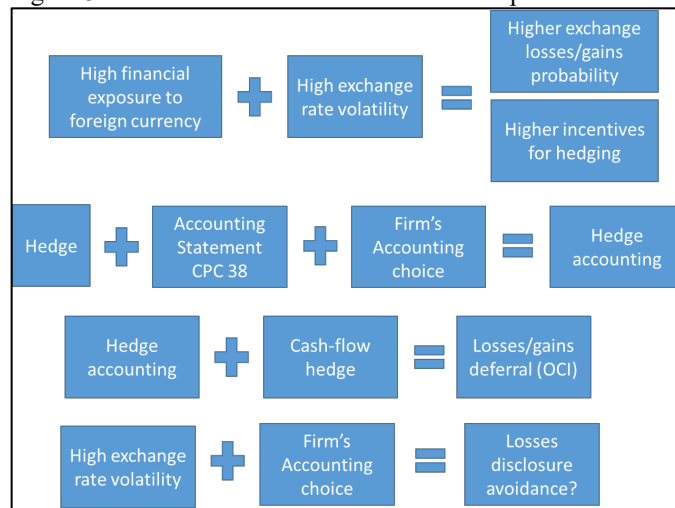 High financial
exposure to
foreign currency
High exchange
rate volatility
Higher exchange
losses/gains
probability
Higher incentives
for hedging
Hedge
Accounting
Statement
CPC 38
Firm's
Accounting
choice
Hedge
accounting
Hedge
accounting
Cash-flow
hedge
Losses/gains
deferral (OCI)
High exchange
rate volatility
Firm's
Accounting
choice
Losses
disclosure
avoidance?